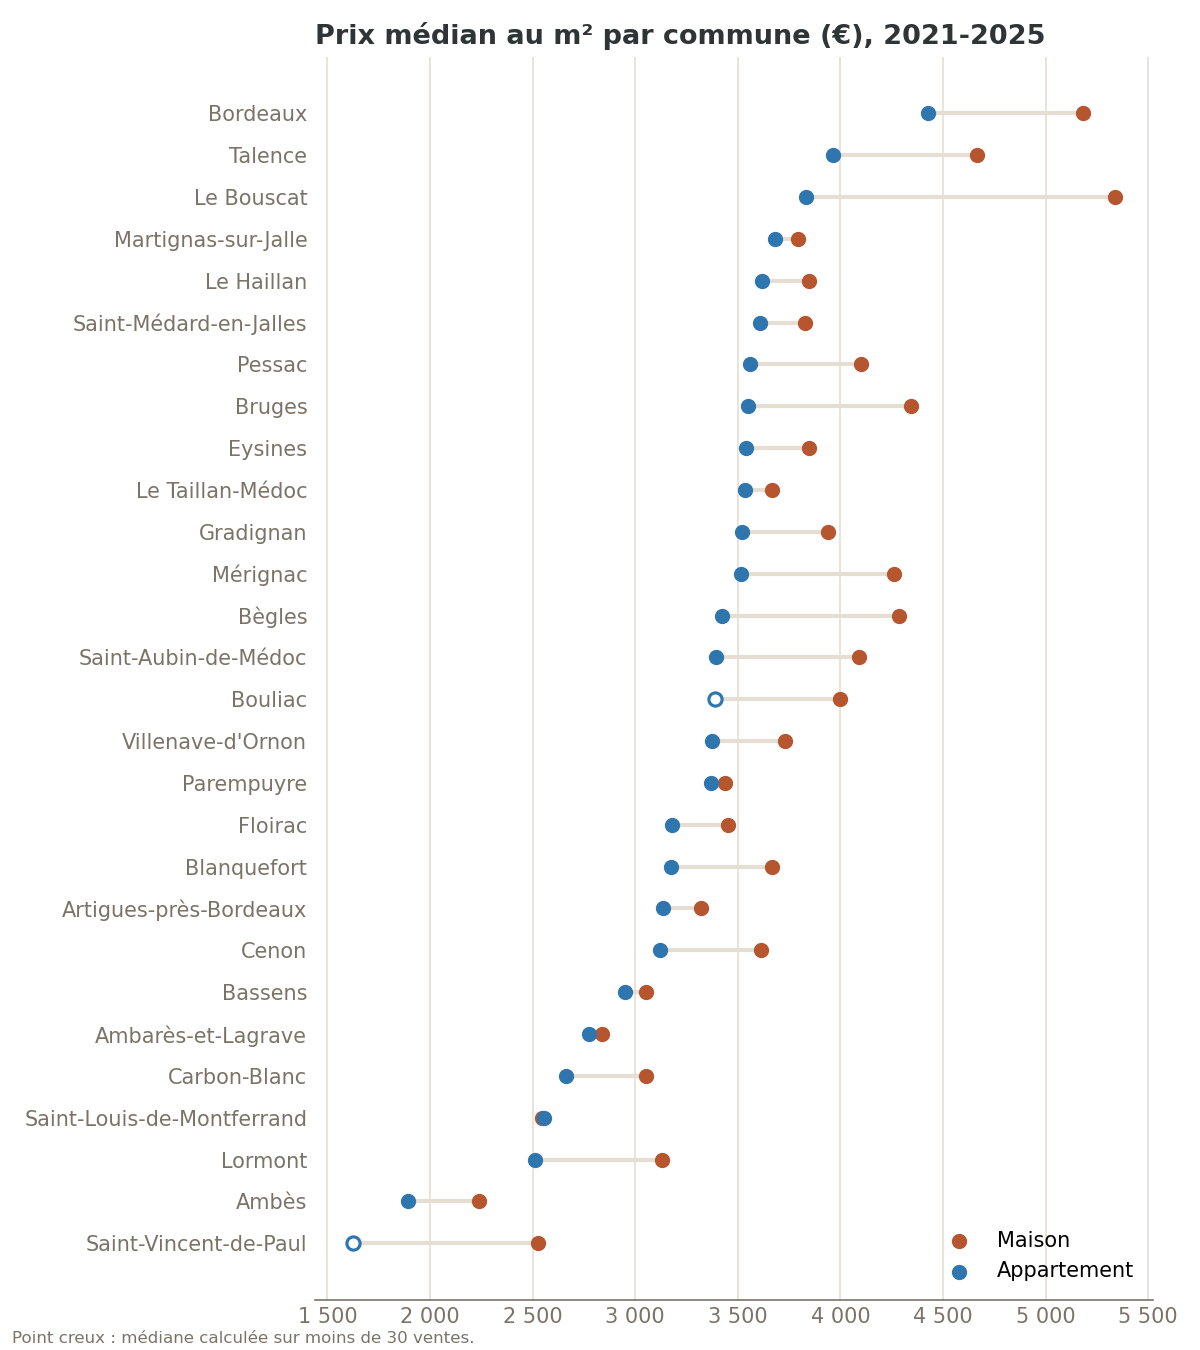 Prix médian au m² par commune (€), 2021-2025
Bordeaux
Talence
Le Bouscat
Martignas-sur-Jalle
Le Haillan
Saint-Médard-en-Jalles
Pessac
Bruges
Eysines
Le Taillan-Médoc
Gradignan
Mérignac
Bègles
Saint-Aubin-de-Médoc
Bouliac
Villenave-d'Ornon
Parempuyre
Floirac
Blanquefort
Artigues-près-Bordeaux
Cenon
Bassens
Ambarès-et-Lagrave
Carbon-Blanc
Saint-Louis-de-Montferrand
Lormont
Ambès
Saint-Vincent-de-Paul
Maison
Appartement
1 500 2 000 2 500 3 000 3 500 4 000 4 500 5 000 5 500
Point creux : médiane calculée sur moins de 30 ventes.